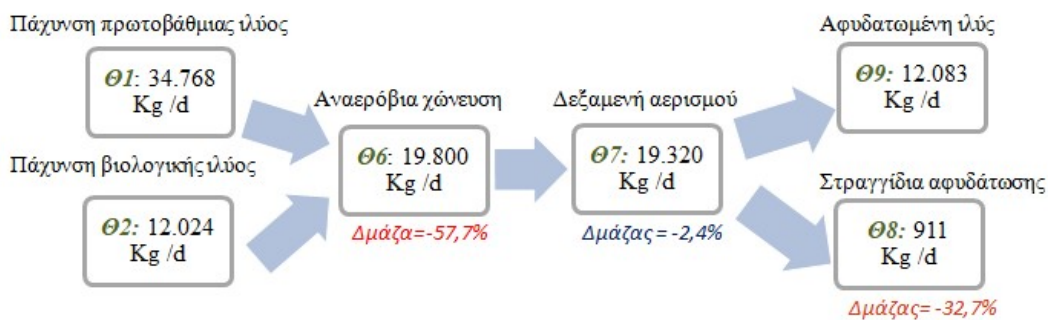 Πάχυνση πρωτοβάθμιας ιλύος
Θ1: 34.768
Kg /d
Πάχυνση βιολογικής ιλύος
Θ2: 12.024
Kg /d
Αναερόβια χώνευση
Θ6: 19.800
Kg /d
Δμάζα=-57,7%
Δεξαμενή αερισμού
Θ7: 19.320
Kg /d
Δμάζας= -2,4%
Αφυδατωμένη ιλύς
Θ9: 12.083
Kg /d
Στραγγίδια αφυδάτωσης
Θ8: 911
Kg /d
Δμάζας= -32,7%